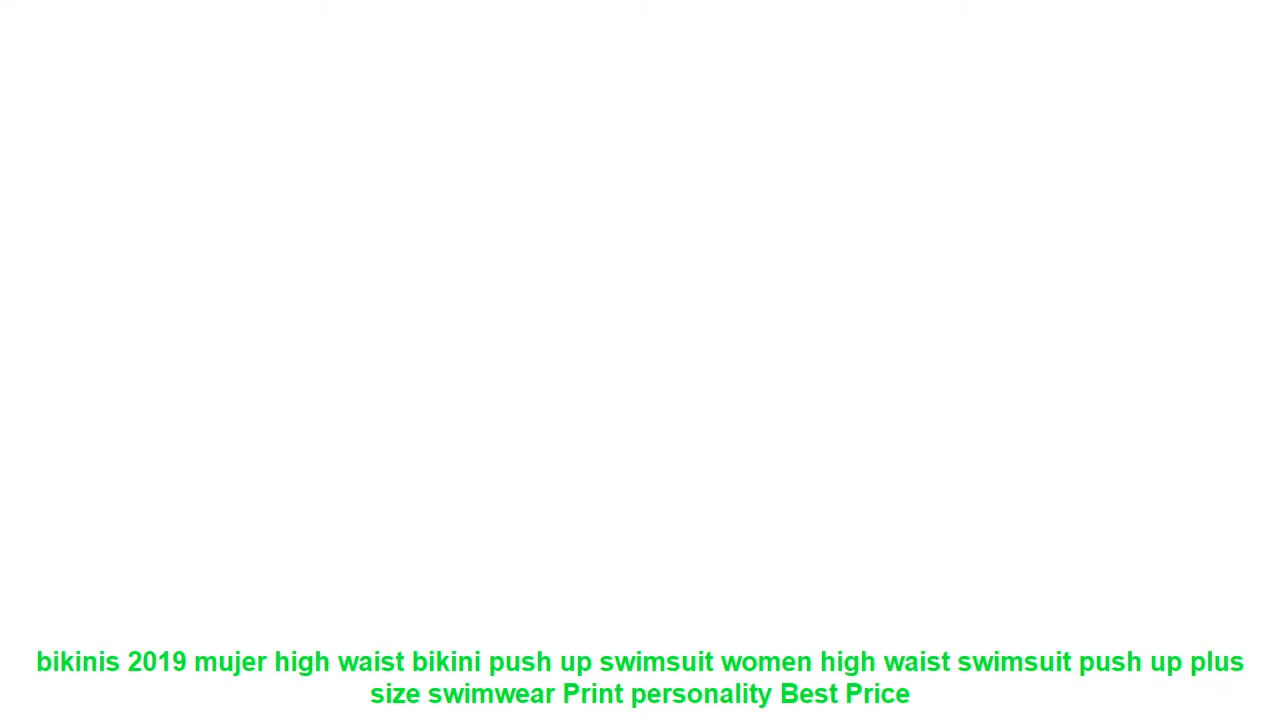 bikinis 2019 mujer high waist bikini push up swimsuit women high waist swimsuit push up plus
size swimwear Print personality Best Price